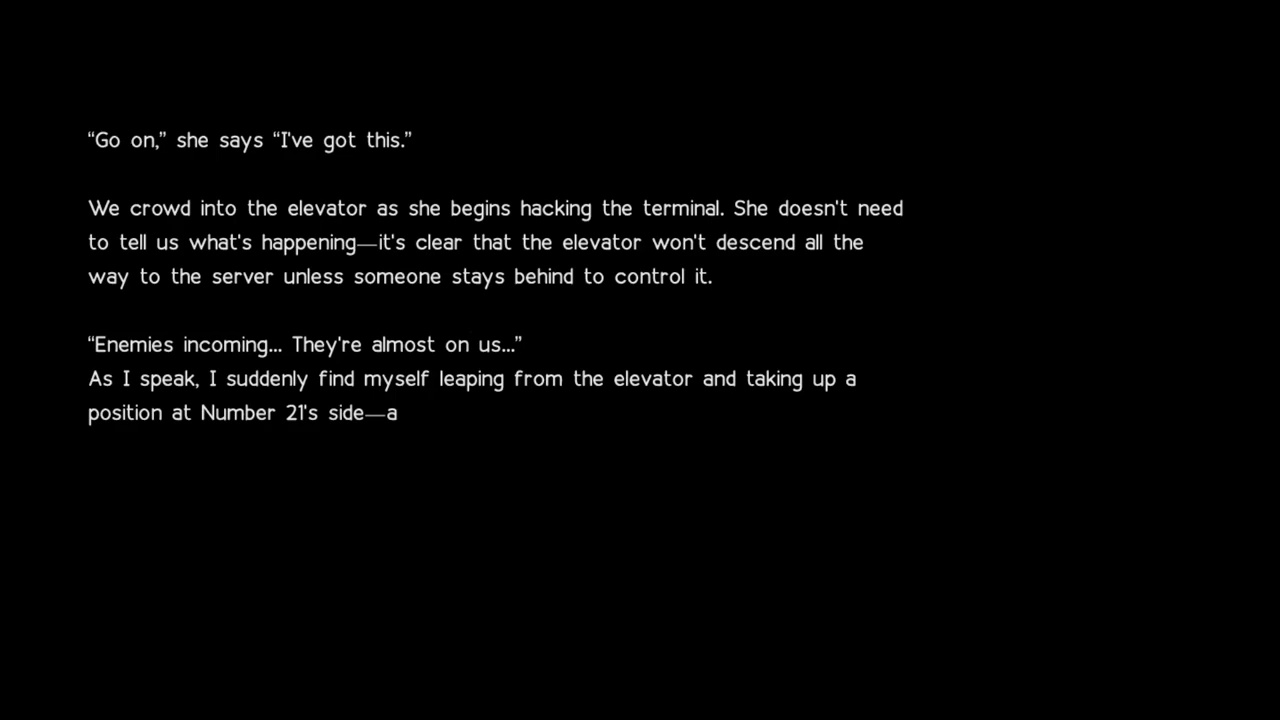 “Go on,” she says “I've got this.”
We crowd into the elevator as she begins hacking the terminal. She doesn't need
to tell us what's happening—it's clear that the elevator won't descend all the
way to the server unless someone stays behind to control it.
“Enemies incoming... They're almost on us...”
As I speak, I suddenly find myself leaping from the elevator and taking up a
position at Number 21's side—a